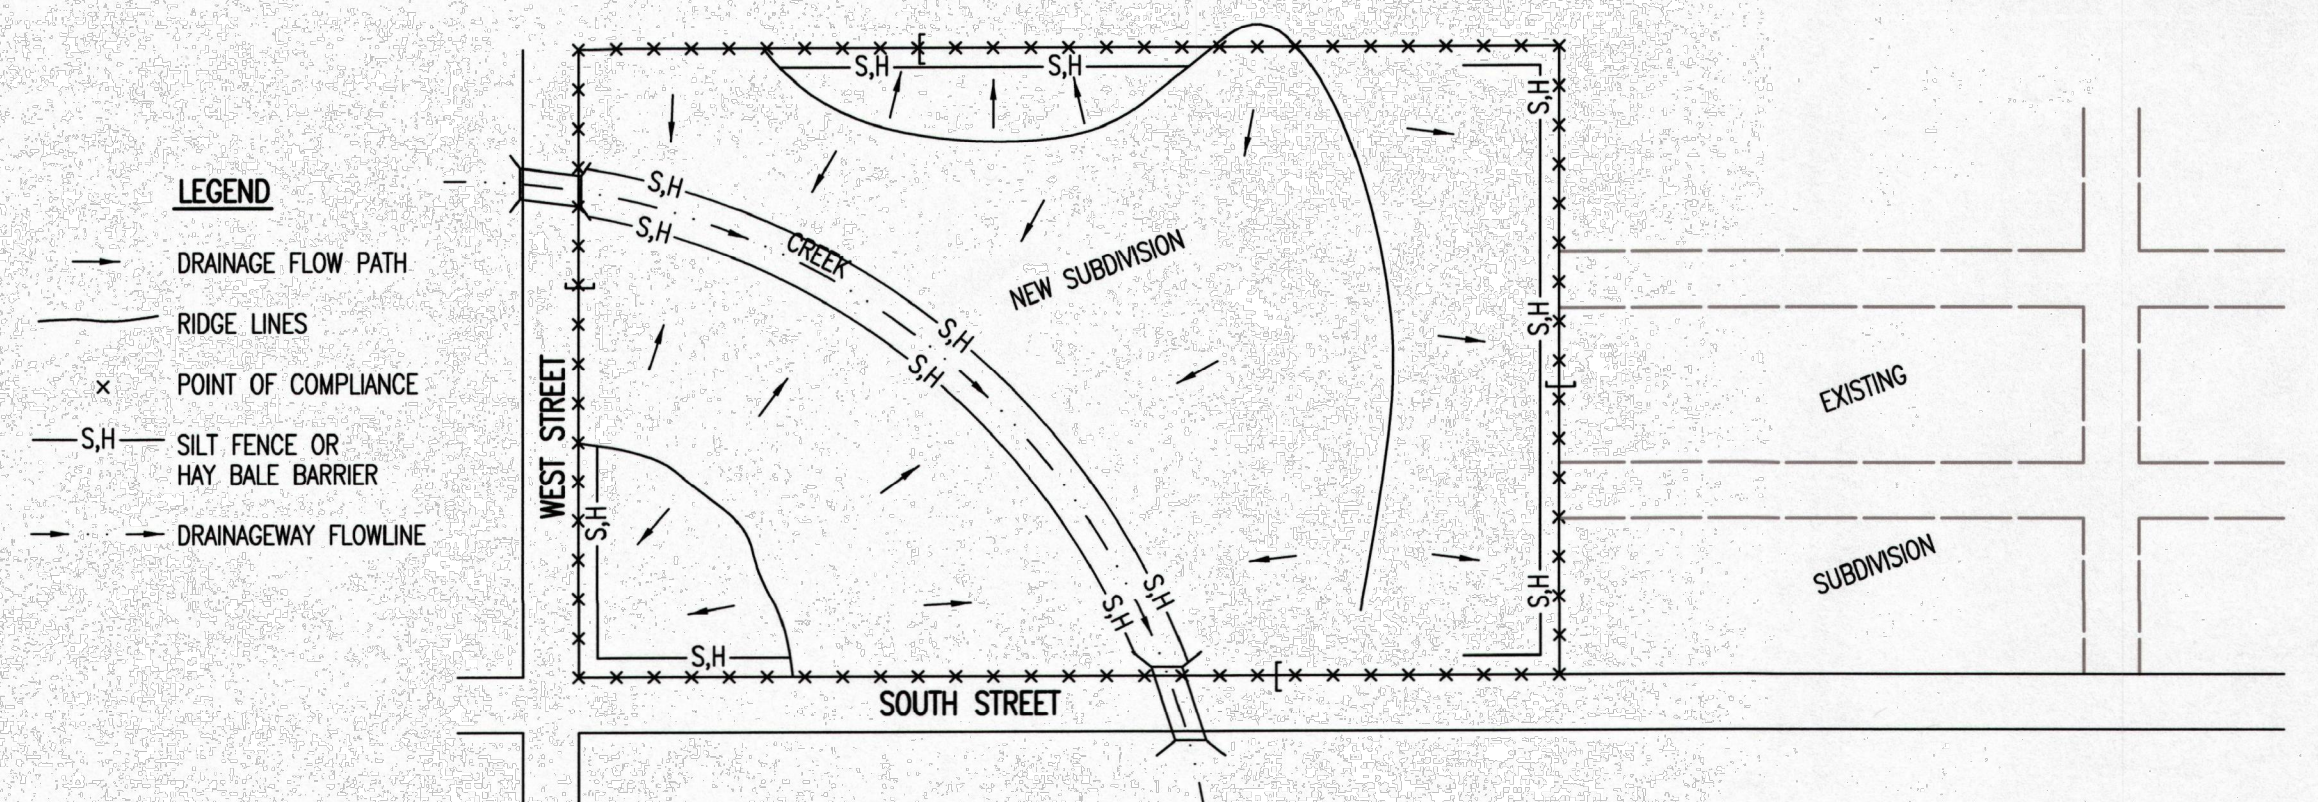 LEGEND
DRAINAGE FLOW PATH
RIDGE LINES
× POINT OF COMPLIANCE
S,H SILT FENCE OR
HAY BALE BARRIER
DRAINAGEWAY FLOWLINE
S,H
S,H
S,H
S,H
S,H
CREEK
NEW SUBDIVISION
S,H
S,H
S,H
WEST STREET
S,H
S,H
S,H
S,H
S,H
S,H
SOUTH STREET
EXISTING
SUBDIVISION